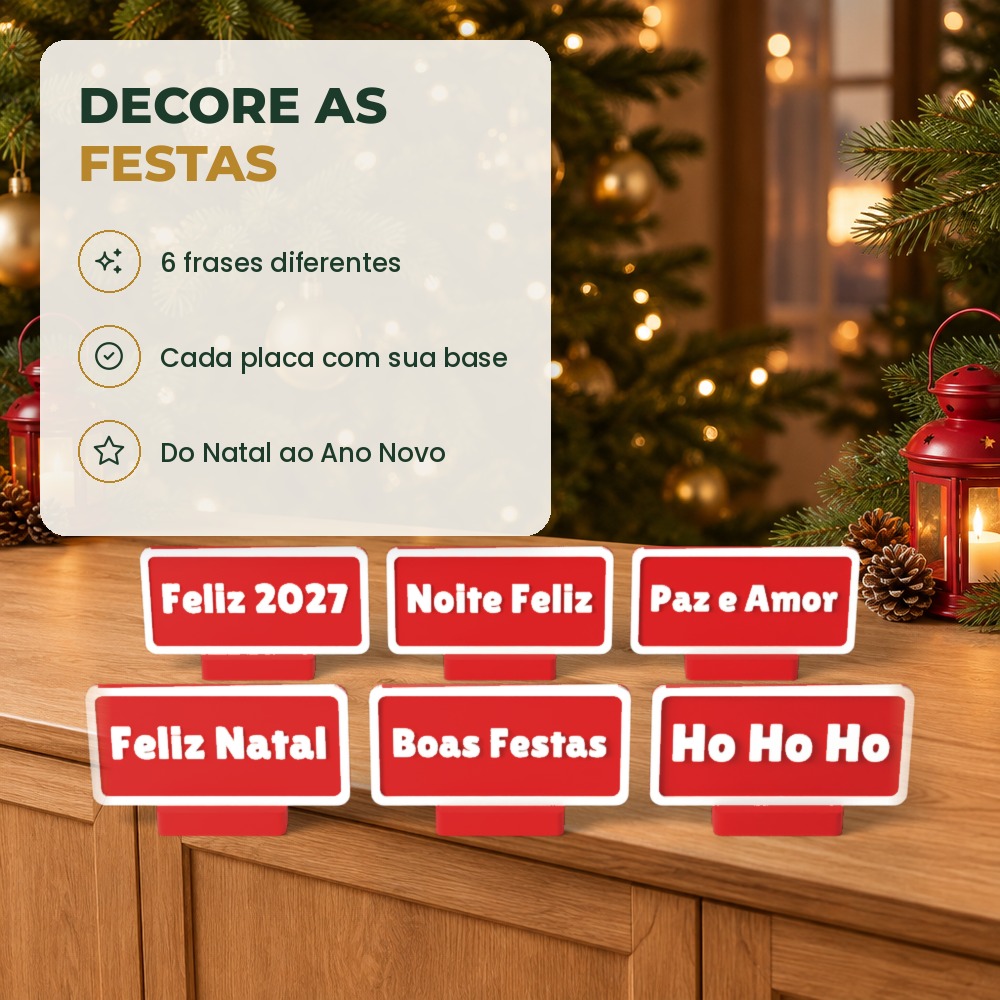 DECORE AS
FESTAS
6 frases diferentes
Cada placa com sua base
Do Natal ao Ano Novo
Feliz 2027
Noite Feliz
Paz e Amor
Feliz Natal
Boas Festas
Ho Ho Ho